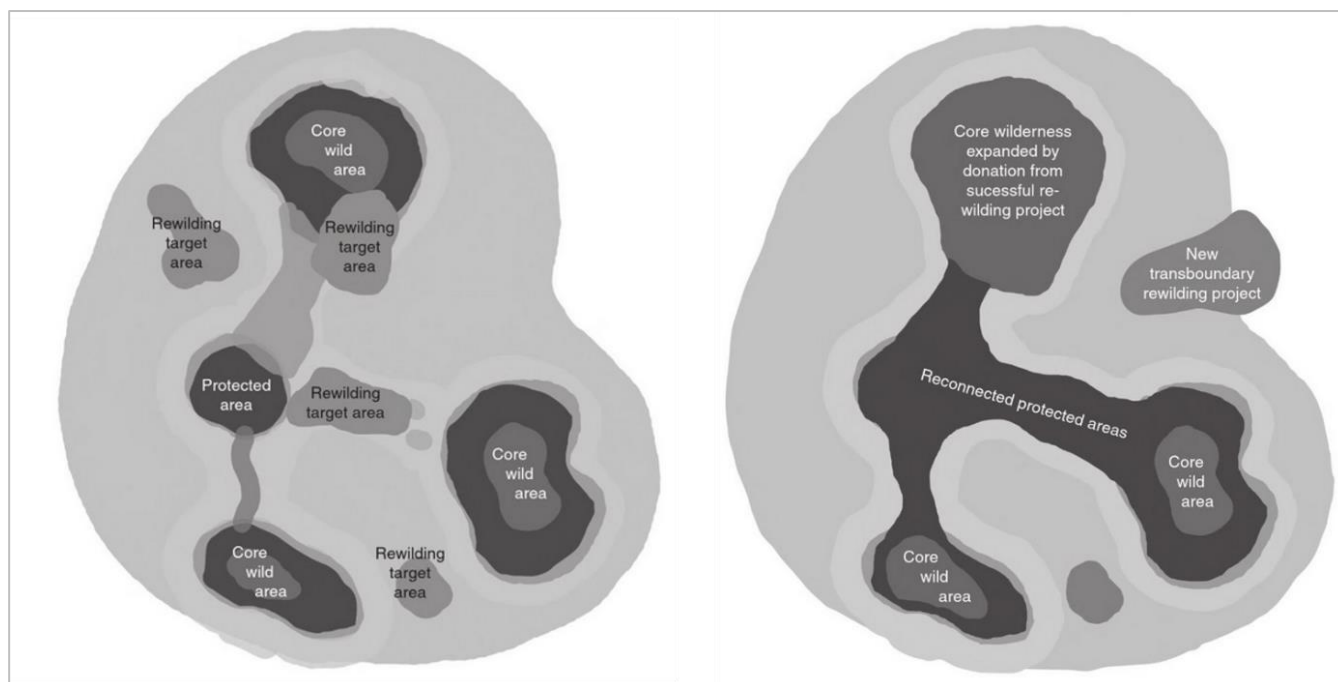 Core
wild
area
Rewilding
target
area
Rewilding
target
area
Protected
area
Rewilding
target area
Core
wild
area
Core
wild
area
Rewilding
target
area
Core wilderness
expanded by
donation from
sucessful re-
wilding project
New
transboundary
rewilding project
Reconnected protected areas
Core
wild
area
Core
wild
area